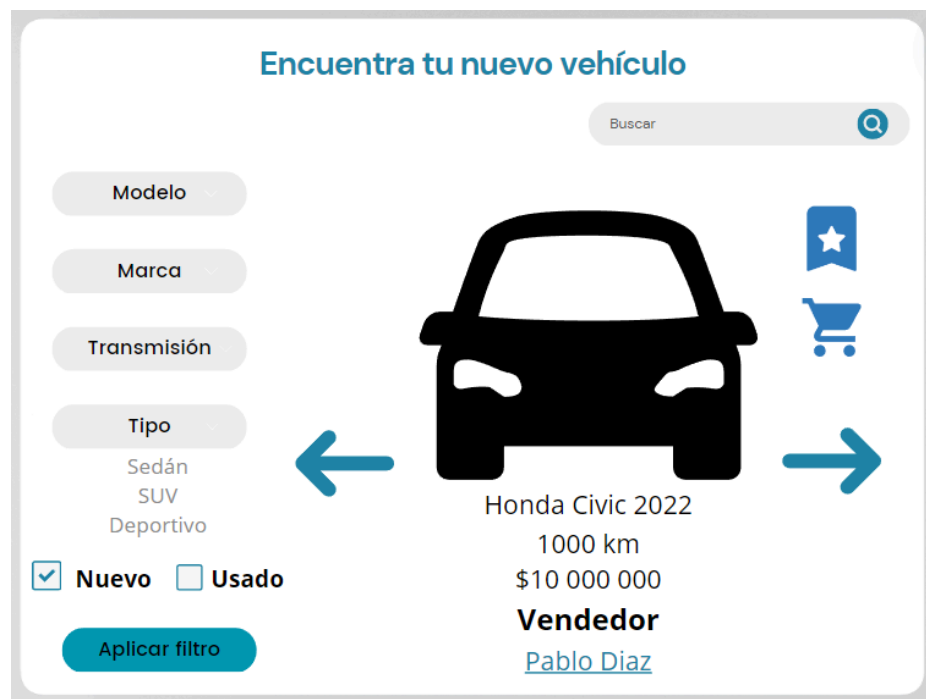 Encuentra tu nuevo vehículo
Buscar
Modelo
Marca
Transmisión
Tipo
Sedán
SUV
Deportivo
Nuevo Usado
Aplicar filtro
Honda Civic 2022
1000 km
$10 000 000
Vendedor
Pablo Diaz